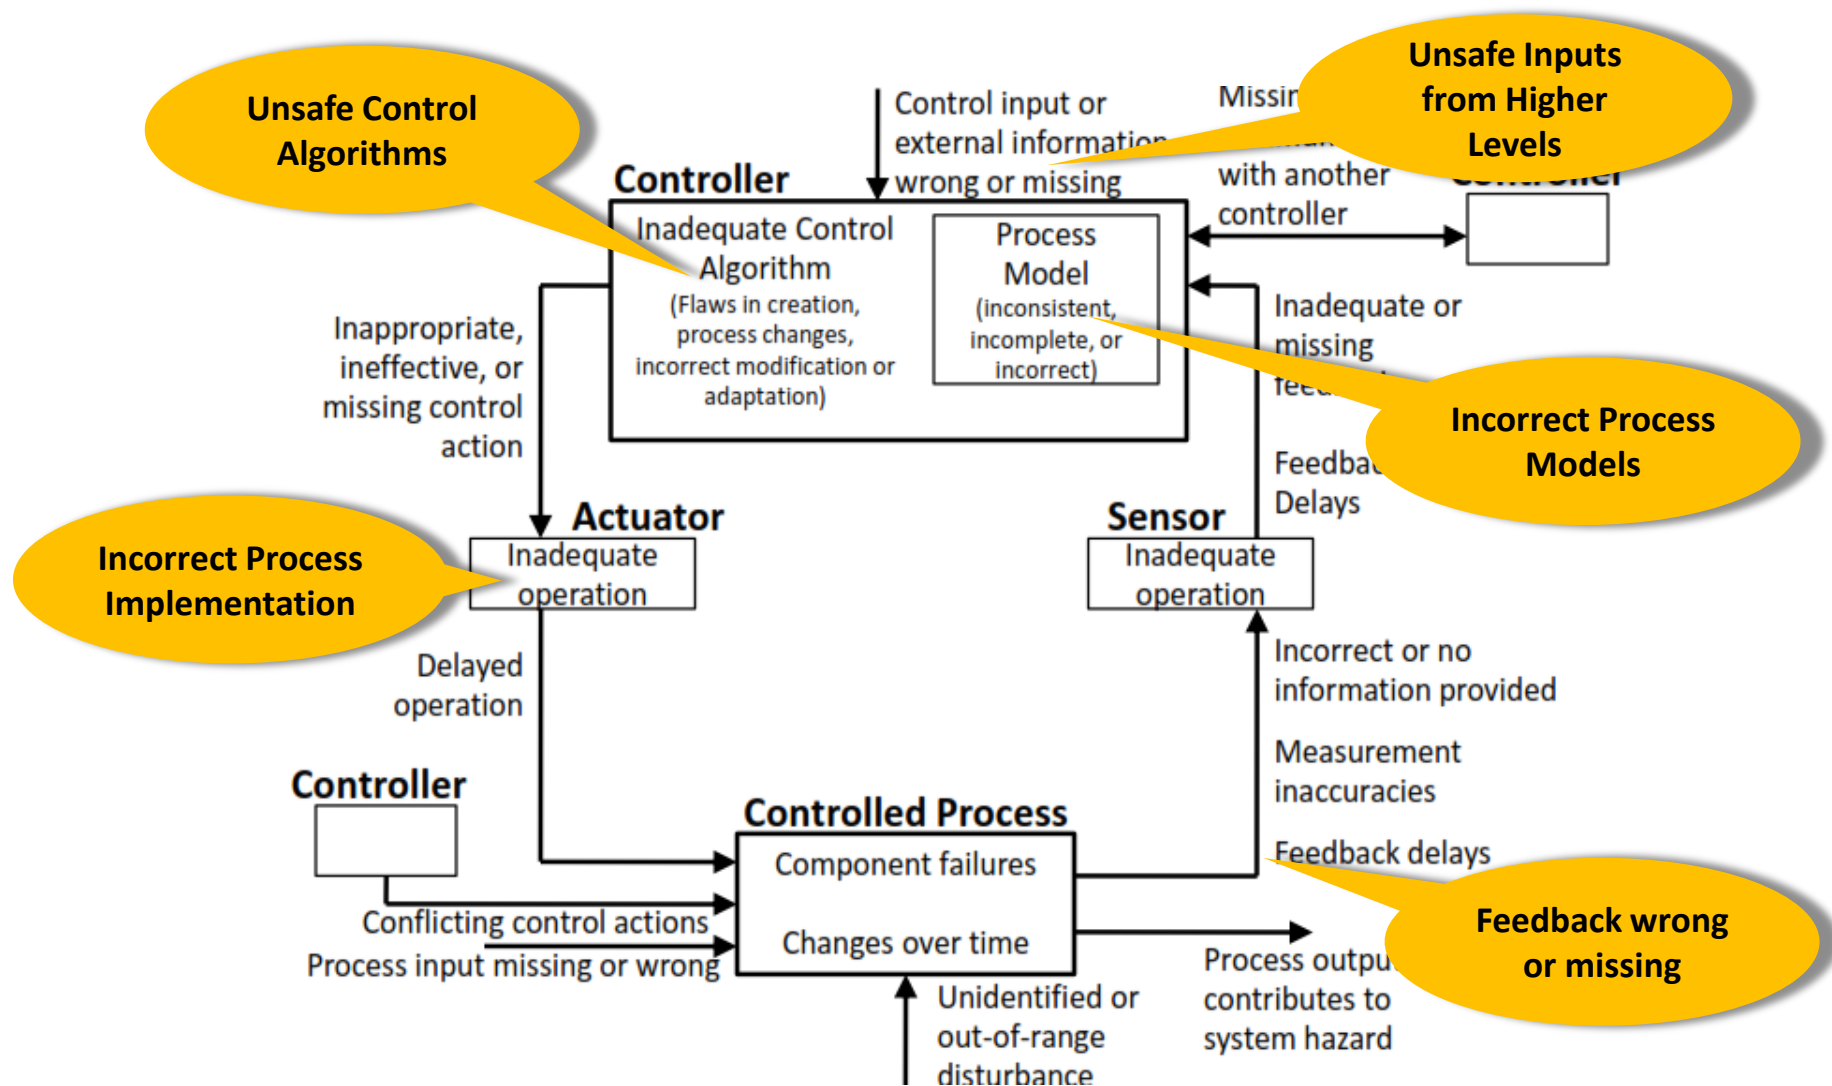 Unsafe Control
Algorithms
Unsafe Inputs
from Higher
Levels
Control input or
external information
wrong or missing
with another
controller
Controller
Controller
Inadequate Control
Algorithm
(Flaws in creation,
process changes,
incorrect modification or
adaptation)
Process
Model
(inconsistent,
incomplete, or
incorrect)
Inappropriate,
ineffective, or
missing control
action
Inadequate or
missing
Incorrect Process
Models
Feedback
Delays
Actuator
Inadequate
operation
Sensor
Inadequate
operation
Incorrect Process
Implementation
Delayed
operation
Incorrect or no
information provided
Measurement
inaccuracies
Feedback delays
Controller
Controlled Process
Component failures
Changes over time
Conflicting control actions
Process input missing or wrong
Feedback wrong
or missing
Process output
contributes to
system hazard
Unidentified or
out-of-range
disturbance